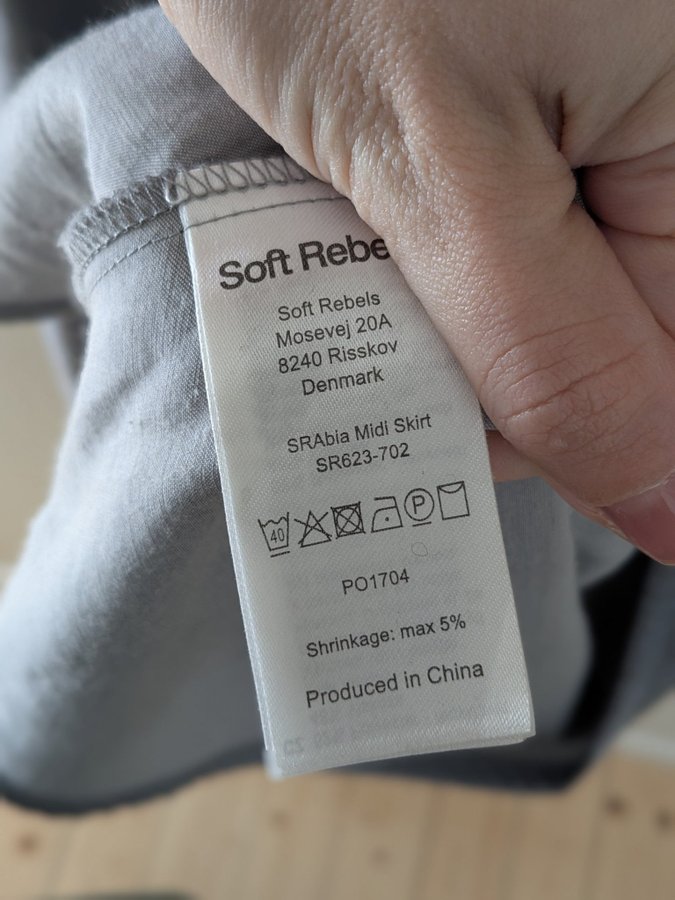 Soft Rebe
Soft Rebels
Mosevej 20A
8240 Risskov
Denmark
SRAbia Midi Skirt
SR623-702
40 P
PO1704
Shrinkage: max 5%
Produced in China